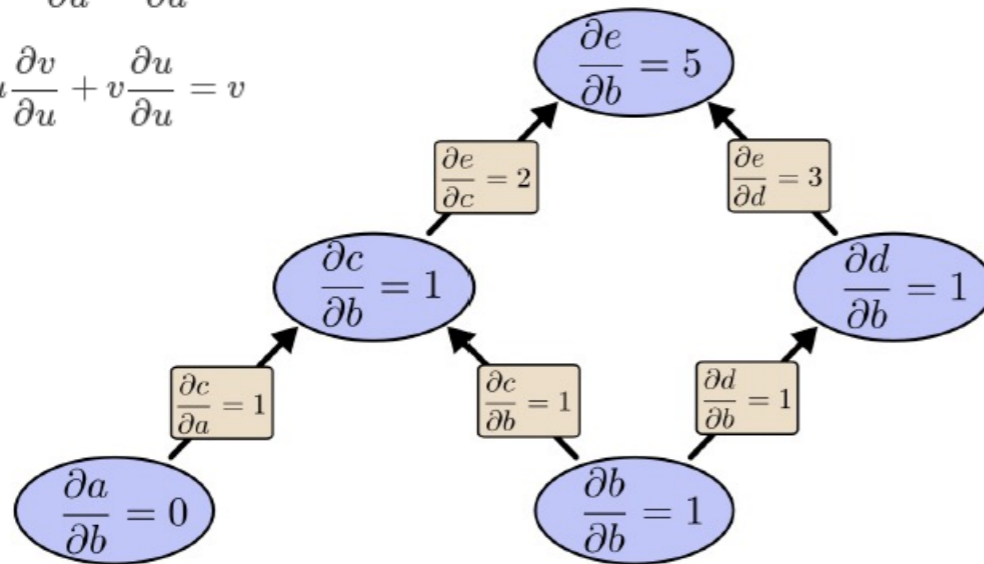 ∂v/∂u + v ∂u/∂u = v
∂e/∂b = 5
∂e/∂c = 2
∂e/∂d = 3
∂c/∂b = 1
∂d/∂b = 1
∂c/∂a = 1
∂c/∂b = 1
∂d/∂b = 1
∂a/∂b = 0
∂b/∂b = 1